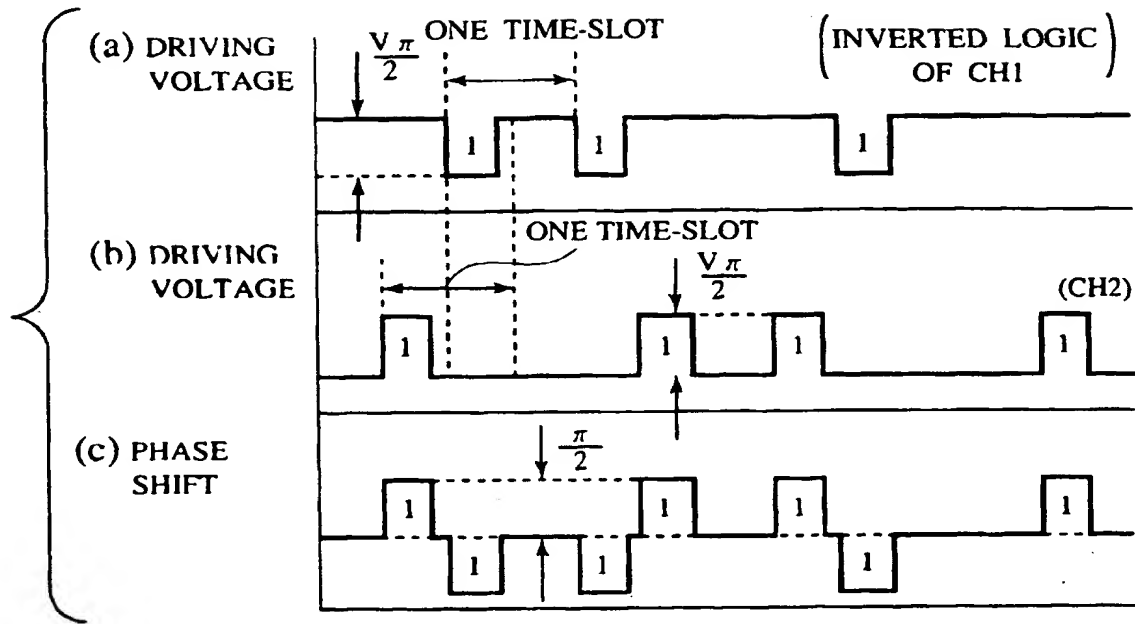 (a) DRIVING VOLTAGE
Vπ/2
ONE TIME-SLOT
(INVERTED LOGIC OF CH1)
1 1 1
(b) DRIVING VOLTAGE
ONE TIME-SLOT
Vπ/2
(CH2)
1 1 1 1
(c) PHASE SHIFT
π/2
1 1 1 1
1 1 1